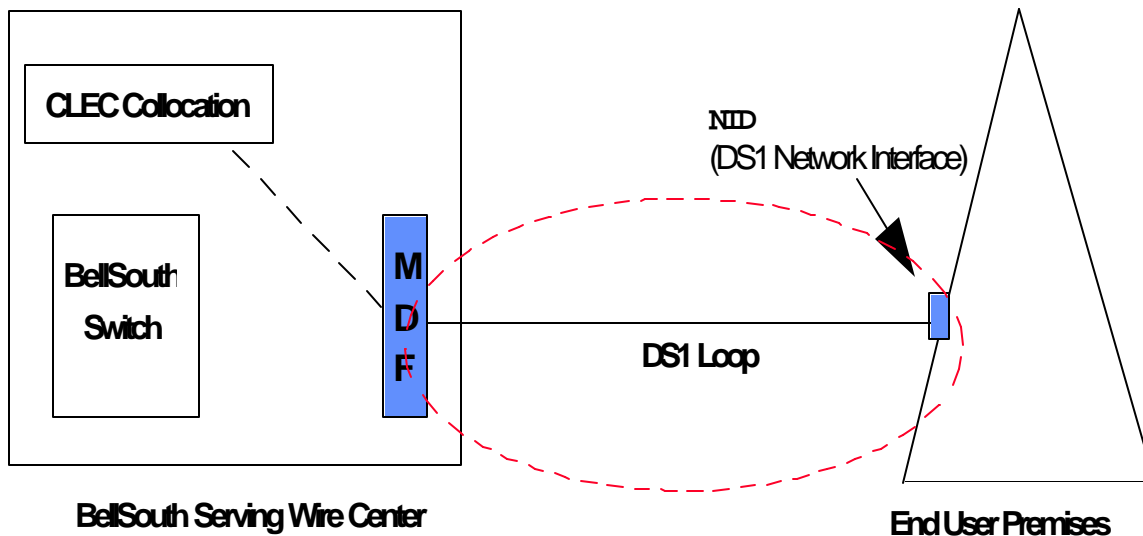 CLEC Collocation
NID
(DS1 Network Interface)
BellSouth
Switch
M
D
F
DS1 Loop
BellSouth Serving Wire Center
End User Premises